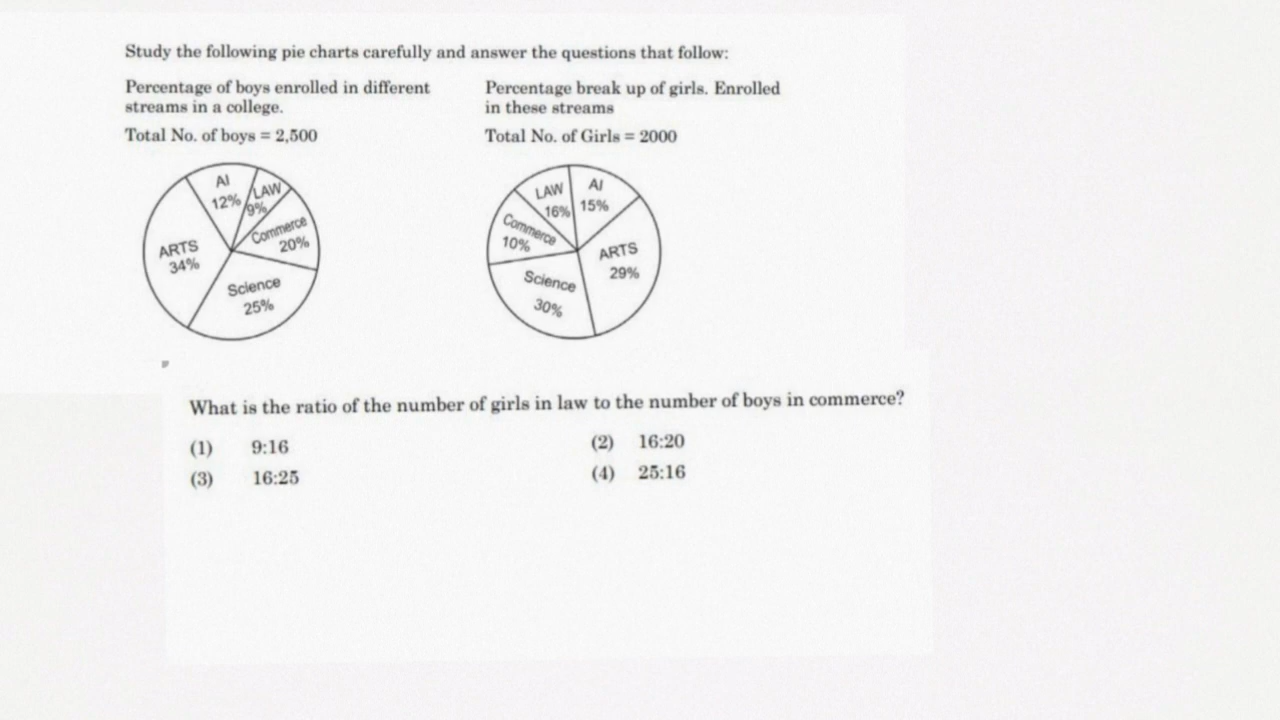 Study the following pie charts carefully and answer the questions that follow:
Percentage of boys enrolled in different
streams in a college.
Total No. of boys = 2,500
Percentage break up of girls. Enrolled
in these streams
Total No. of Girls = 2000
AI
12%
LAW
9%
Commerce
20%
Science
25%
ARTS
34%
LAW
16%
AI
15%
ARTS
29%
Science
30%
Commerce
10%
What is the ratio of the number of girls in law to the number of boys in commerce?
(1) 9:16
(2) 16:20
(3) 16:25
(4) 25:16